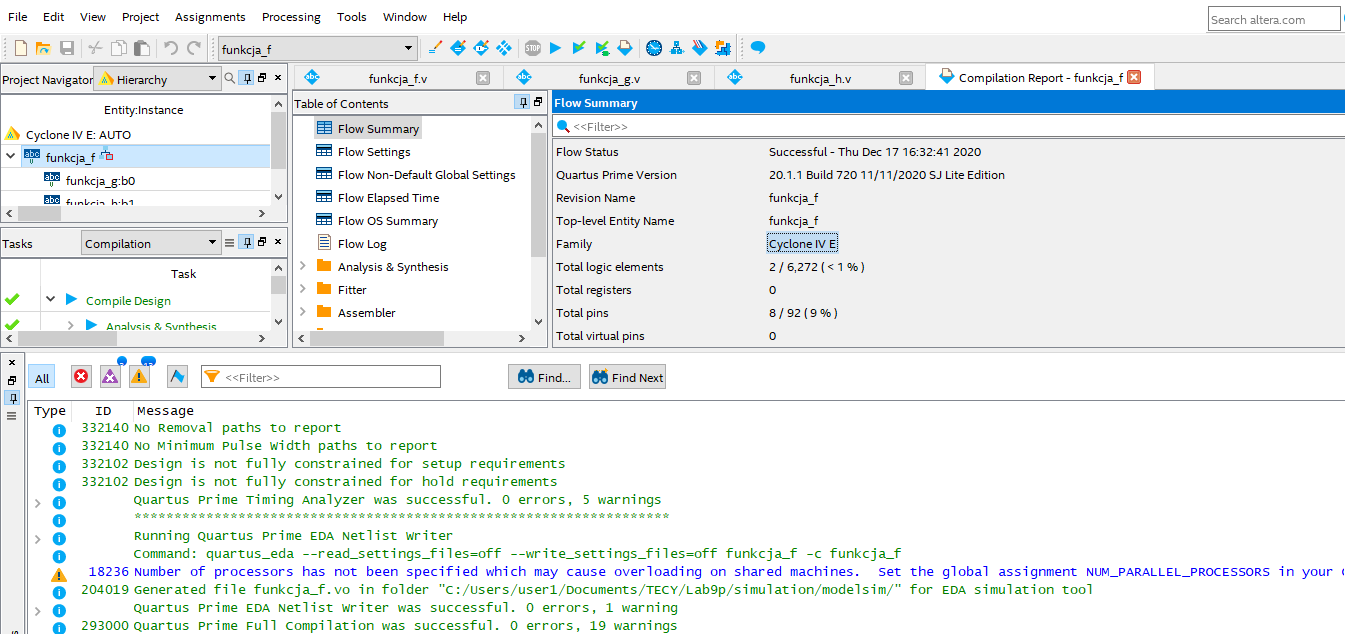 File Edit View Project Assignments Processing Tools Window Help
Search altera.com
funkcja_f
STOP
Project Navigator Hierarchy
Entity:Instance
Cyclone IV E: AUTO
funkcja_f
funkcja_g:b0
funkcja_h:b1
Tasks Compilation
Task
Compile Design
Analysis & Synthesis
funkcja_f.v
funkcja_g.v
funkcja_h.v
Compilation Report - funkcja_f
Table of Contents
Flow Summary
Flow Settings
Flow Non-Default Global Settings
Flow Elapsed Time
Flow OS Summary
Flow Log
Analysis & Synthesis
Fitter
Assembler
Flow Summary
<<Filter>>
Flow Status Successful - Thu Dec 17 16:32:41 2020
Quartus Prime Version 20.1.1 Build 720 11/11/2020 SJ Lite Edition
Revision Name funkcja_f
Top-level Entity Name funkcja_f
Family Cyclone IV E
Total logic elements 2 / 6,272 ( < 1 % )
Total registers 0
Total pins 8 / 92 ( 9 % )
Total virtual pins 0
All
<<Filter>>
Find... Find Next
Type ID Message
332140 No Removal paths to report
332140 No Minimum Pulse Width paths to report
332102 Design is not fully constrained for setup requirements
332102 Design is not fully constrained for hold requirements
Quartus Prime Timing Analyzer was successful. 0 errors, 5 warnings
*******************************************************************
Running Quartus Prime EDA Netlist Writer
Command: quartus_eda --read_settings_files=off --write_settings_files=off funkcja_f -c funkcja_f
18236 Number of processors has not been specified which may cause overloading on shared machines.  Set the global assignment NUM_PARALLEL_PROCESSORS in your
204019 Generated file funkcja_f.vo in folder "C:/Users/user1/Documents/TECY/Lab9p/simulation/modelsim/" for EDA simulation tool
Quartus Prime EDA Netlist Writer was successful. 0 errors, 1 warning
293000 Quartus Prime Full Compilation was successful. 0 errors, 19 warnings